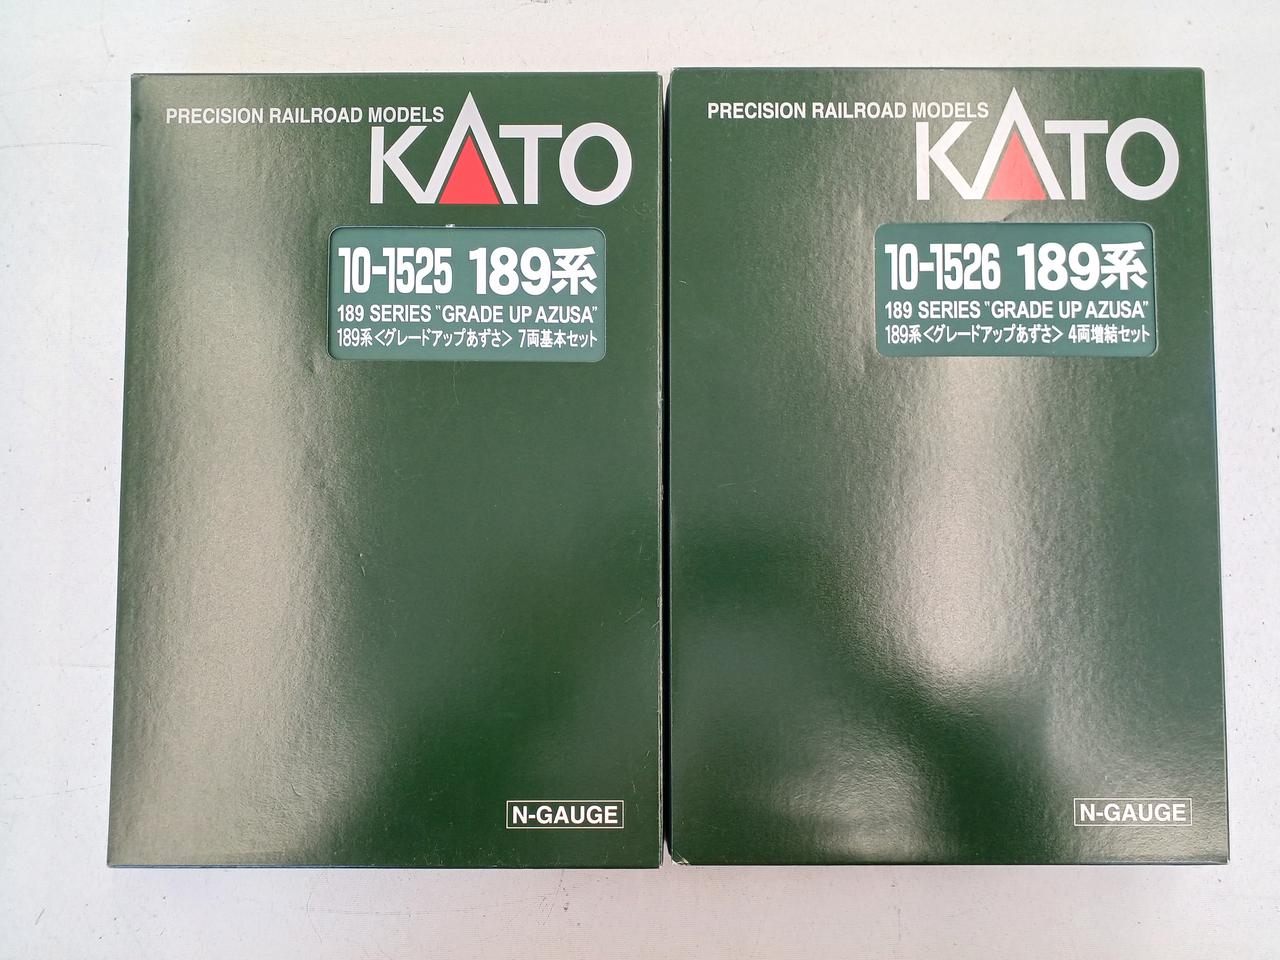 PRECISION RAILROAD MODELS
KATO
10-1525 189系
189 SERIES "GRADE UP AZUSA"
189系<グレードアップあずさ> 7両基本セット
N-GAUGE
PRECISION RAILROAD MODELS
KATO
10-1526 189系
189 SERIES "GRADE UP AZUSA"
189系<グレードアップあずさ> 4両増結セット
N-GAUGE